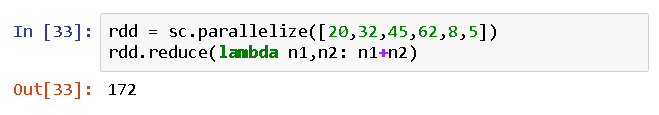 In [33]: rdd = sc.parallelize([20,32,45,62,8,5])
rdd.reduce(lambda n1,n2: n1+n2)
Out[33]: 172